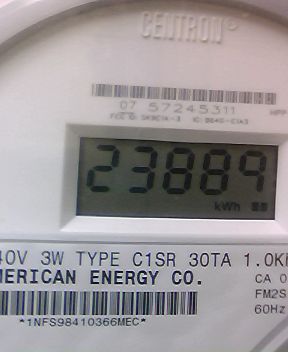 CENTRON®
07 57245311
23889
kWh
40V 3W TYPE C1SR 30TA 1.0K
MERICAN ENERGY CO.
CA 0
FM2S
60Hz
*1NFS98410366MEC*